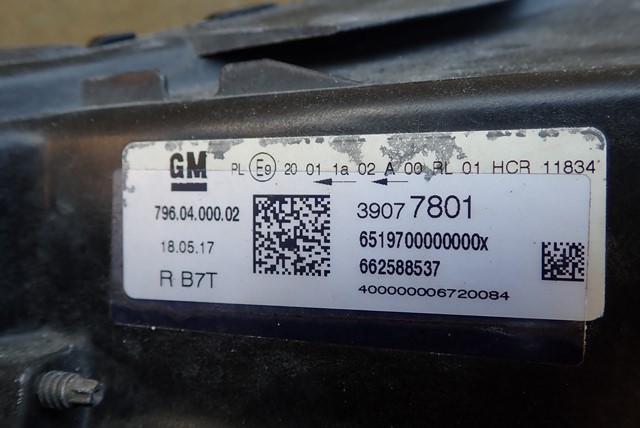 GM PL E9 20 01 1a 02 A 00 RL 01 HCR 11834
796.04.000.02
18.05.17
R B7T
39077801
6519700000000X
662588537
400000006720084